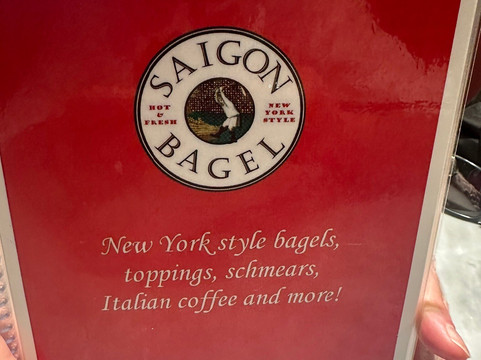 SAIGON
HOT
&
FRESH
NEW
YORK
STYLE
BAGEL
New York style bagels,
toppings, schmears,
Italian coffee and more!